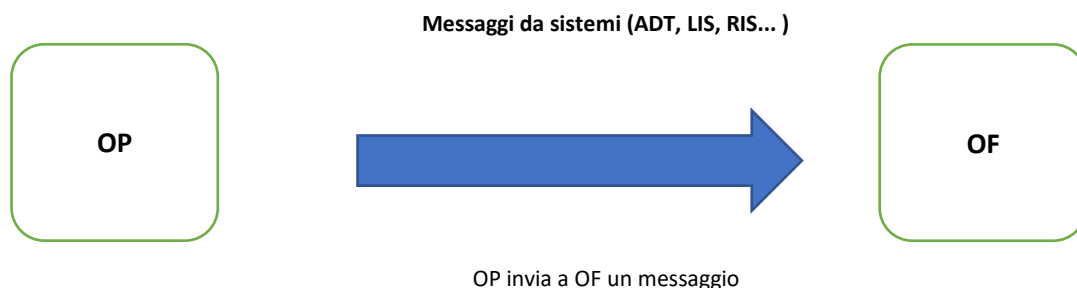 Messaggi da sistemi (ADT, LIS, RIS... )
OP
OF
OP invia a OF un messaggio